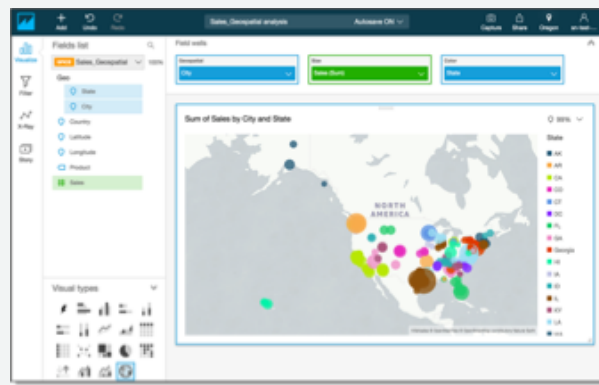 Add
Undo
Redo
Sales_Geospatial analysis
Autosave ON
Capture
Share
Oregon
Visualize
Filter
Story
Fields list
Sales_Geospatial
100%
Geo
State
City
Country
Latitude
Longitude
Product
Sales
Visual types
Field wells
Geospatial
City
Size
Sales (Sum)
Color
State
Sum of Sales by City and State
99%
NORTH
AMERICA
State
AK
AR
CA
CO
CT
DC
FL
GA
Georgia
HI
IA
ID
IL
KY
LA
MA